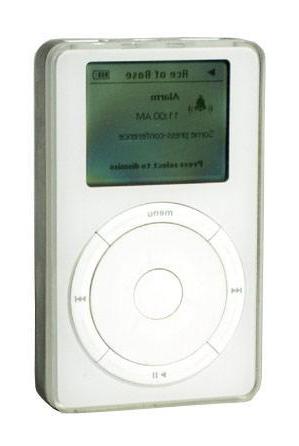 Ace of Base
Alarm
11:00 AM
Some press-conference
Press select to dismiss
menu